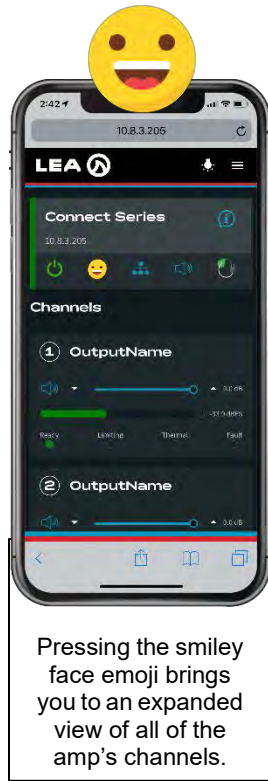 2:42
10.8.3.205
LEA
Connect Series
10.8.3.205
Channels
1 OutputName
0.0 dB
-33.9 dBFs
Ready Limiting Thermal Fault
2 OutputName
0.0 dB
Pressing the smiley
face emoji brings
you to an expanded
view of all of the
amp's channels.